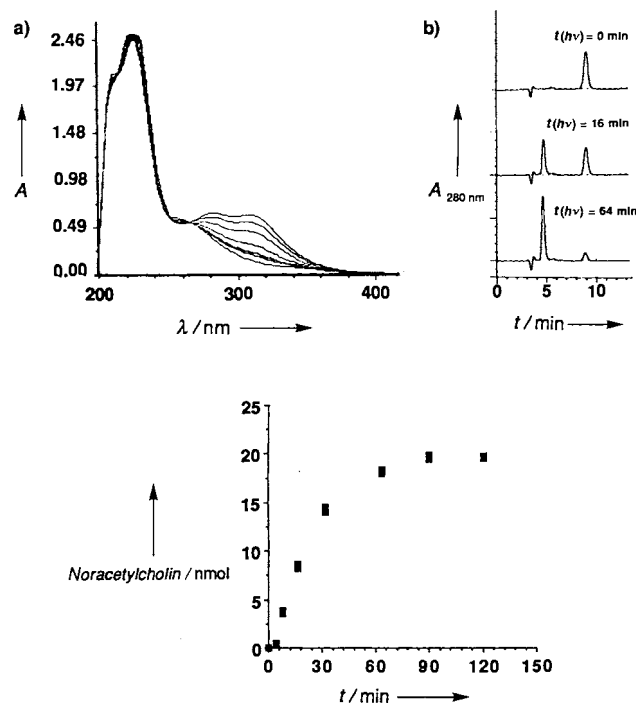 a)
2.46
1.97
1.48
0.98
0.49
0.00
A
200
300
400
λ / nm
b)
t(hν) = 0 min
t(hν) = 16 min
t(hν) = 64 min
A 280 nm
0
5
10
t / min
25
20
15
10
5
0
Noracetylcholin / nmol
0
30
60
90
120
150
t / min